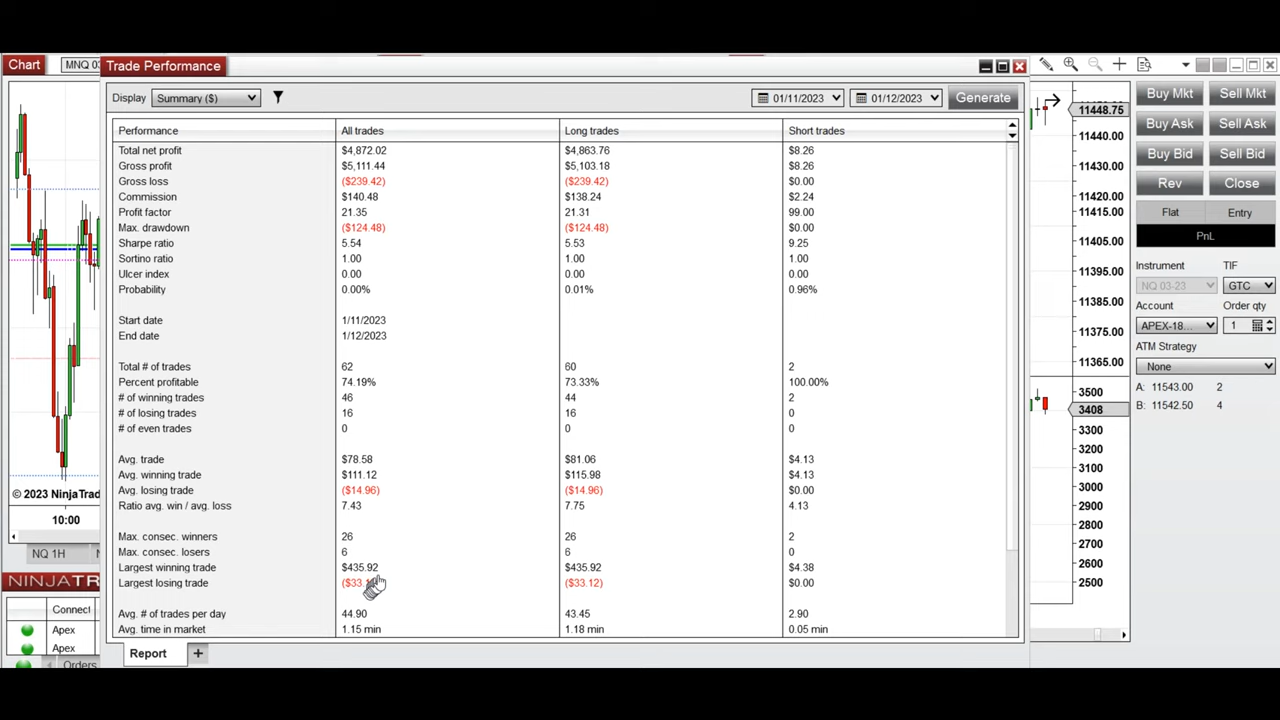 Chart
MNQ 03
Trade Performance
Display
Summary ($)
01/11/2023
01/12/2023
Generate
Performance All trades Long trades Short trades
Total net profit $4,872.02 $4,863.76 $8.26
Gross profit $5,111.44 $5,103.18 $8.26
Gross loss ($239.42) ($239.42) $0.00
Commission $140.48 $138.24 $2.24
Profit factor 21.35 21.31 99.00
Max. drawdown ($124.48) ($124.48) $0.00
Sharpe ratio 5.54 5.53 9.25
Sortino ratio 1.00 1.00 1.00
Ulcer index 0.00 0.00 0.00
Probability 0.00% 0.01% 0.96%
Start date 1/11/2023
End date 1/12/2023
Total # of trades 62 60 2
Percent profitable 74.19% 73.33% 100.00%
# of winning trades 46 44 2
# of losing trades 16 16 0
# of even trades 0 0 0
Avg. trade $78.58 $81.06 $4.13
Avg. winning trade $111.12 $115.98 $4.13
Avg. losing trade ($14.96) ($14.96) $0.00
Ratio avg. win / avg. loss 7.43 7.75 4.13
Max. consec. winners 26 26 2
Max. consec. losers 6 6 0
Largest winning trade $435.92 $435.92 $4.38
Largest losing trade ($33. ($33.12) $0.00
Avg. # of trades per day 44.90 43.45 2.90
Avg. time in market 1.15 min 1.18 min 0.05 min
Report +
© 2023 NinjaTrad
10:00
NQ 1H
NINJATR
Connect
Apex
Apex
Orders
11448.75
11440.00
11430.00
11420.00
11415.00
11405.00
11395.00
11385.00
11375.00
11365.00
3500
3408
3300
3200
3100
3000
2900
2800
2700
2600
2500
Buy Mkt Sell Mkt
Buy Ask Sell Ask
Buy Bid Sell Bid
Rev Close
Flat Entry
PnL
Instrument TIF
NQ 03-23 GTC
Account Order qty
APEX-18... 1
ATM Strategy
None
A: 11543.00 2
B: 11542.50 4